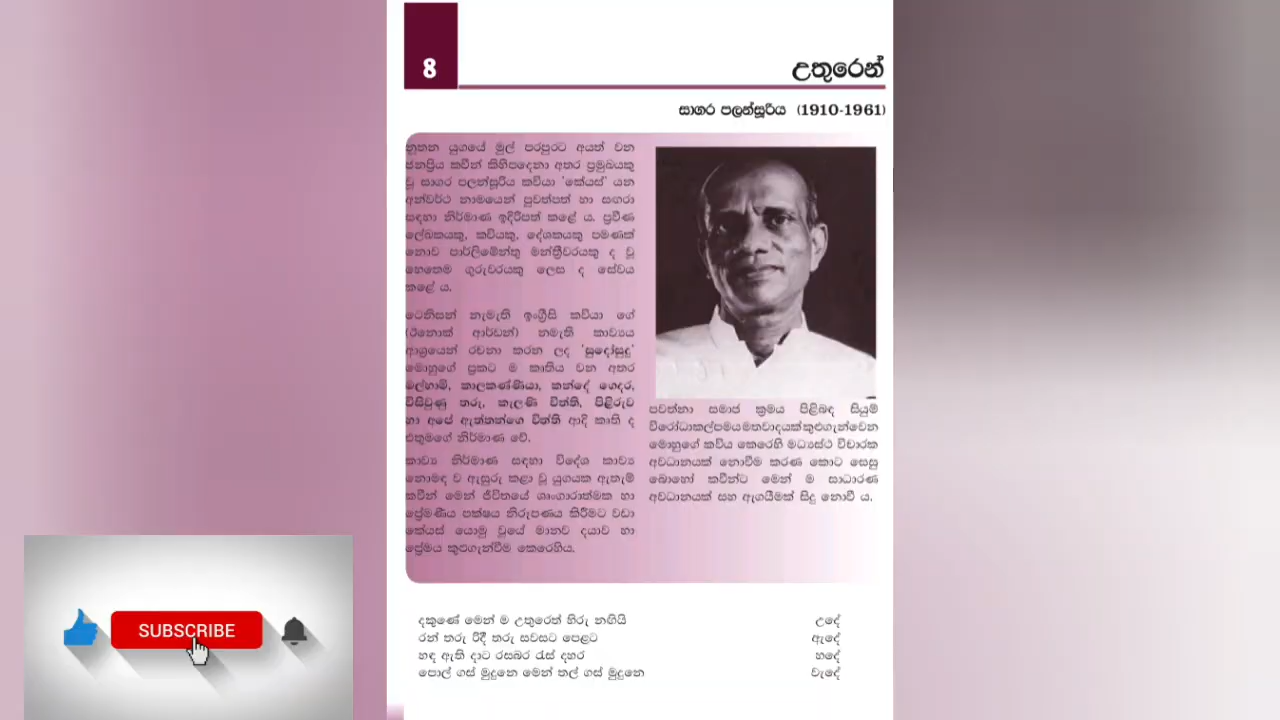 8
උතුරෙන්
සාගර පලන්සූරිය (1910-1961)
නූතන යුගයේ මුල් පරපුරට අයත් වන
ජනප්‍රිය කවීන් කිහිපදෙනා අතර ප්‍රමුඛයකු
වූ සාගර පලන්සූරිය කවියා 'කේයස්' යන
අන්වර්ථ නාමයෙන් පුවත්පත් හා සඟරා
සඳහා නිර්මාණ ඉදිරිපත් කළේ ය. ප්‍රවීණ
ලේඛකයකු, කවියකු, දේශකයකු පමණක්
නොව පාර්ලිමේන්තු මන්ත්‍රීවරයකු ද වූ
හෙතෙම ගුරුවරයකු ලෙස ද සේවය
කළේ ය.
ටෙනිසන් නැමැති ඉංග්‍රීසි කවියා ගේ
(ඊනොක් ආර්ඩන්) නමැති කාව්‍යය
ආශ්‍රයෙන් රචනා කරන ලද 'සුදෝසුදු'
මොහුගේ ප්‍රකට ම කෘතිය වන අතර
මල්හාමි, කාලකණ්ණියා, කන්දේ ගෙදර,
විසිවුණු තරු, කැලණි විත්ති, පිළිරුව
හා අපේ ඇත්තන්ගෙ විත්ති ආදි කෘති ද
එතුමගේ නිර්මාණ වේ.
කාව්‍ය නිර්මාණ සඳහා විදේශ කාව්‍ය
නොමඳ ව ඇසුරු කළා වූ යුගයක ඇතැම්
කවීන් මෙන් ජීවිතයේ ශෘංගාරාත්මක හා
ප්‍රේමණීය පක්ෂය නිරූපණය කිරීමට වඩා
කේයස් යොමු වූයේ මානව දයාව හා
ප්‍රේමය කුළුගැන්වීම කෙරෙහිය.
පවත්නා සමාජ ක්‍රමය පිළිබඳ සියුම්
විරෝධාකල්පමය මතවාදයක් කුළුගැන්වෙන
මොහුගේ කවිය කෙරෙහි මධ්‍යස්ථ විචාරක
අවධානයක් නොවීම කරණ කොට සෙසු
බොහෝ කවීන්ට මෙන් ම සාධාරණ
අවධානයක් සහ ඇගයීමක් සිදු නොවී ය.
දකුණේ මෙන් ම උතුරෙත් හිරු නඟියි උදේ
රන් තරු රිදී තරු සවසට පෙළට ඇදේ
හඳ ඇති දාට රසබර රැස් දහර හදේ
පොල් ගස් මුදුනෙ මෙන් තල් ගස් මුදුනෙ වැදේ
SUBSCRIBE